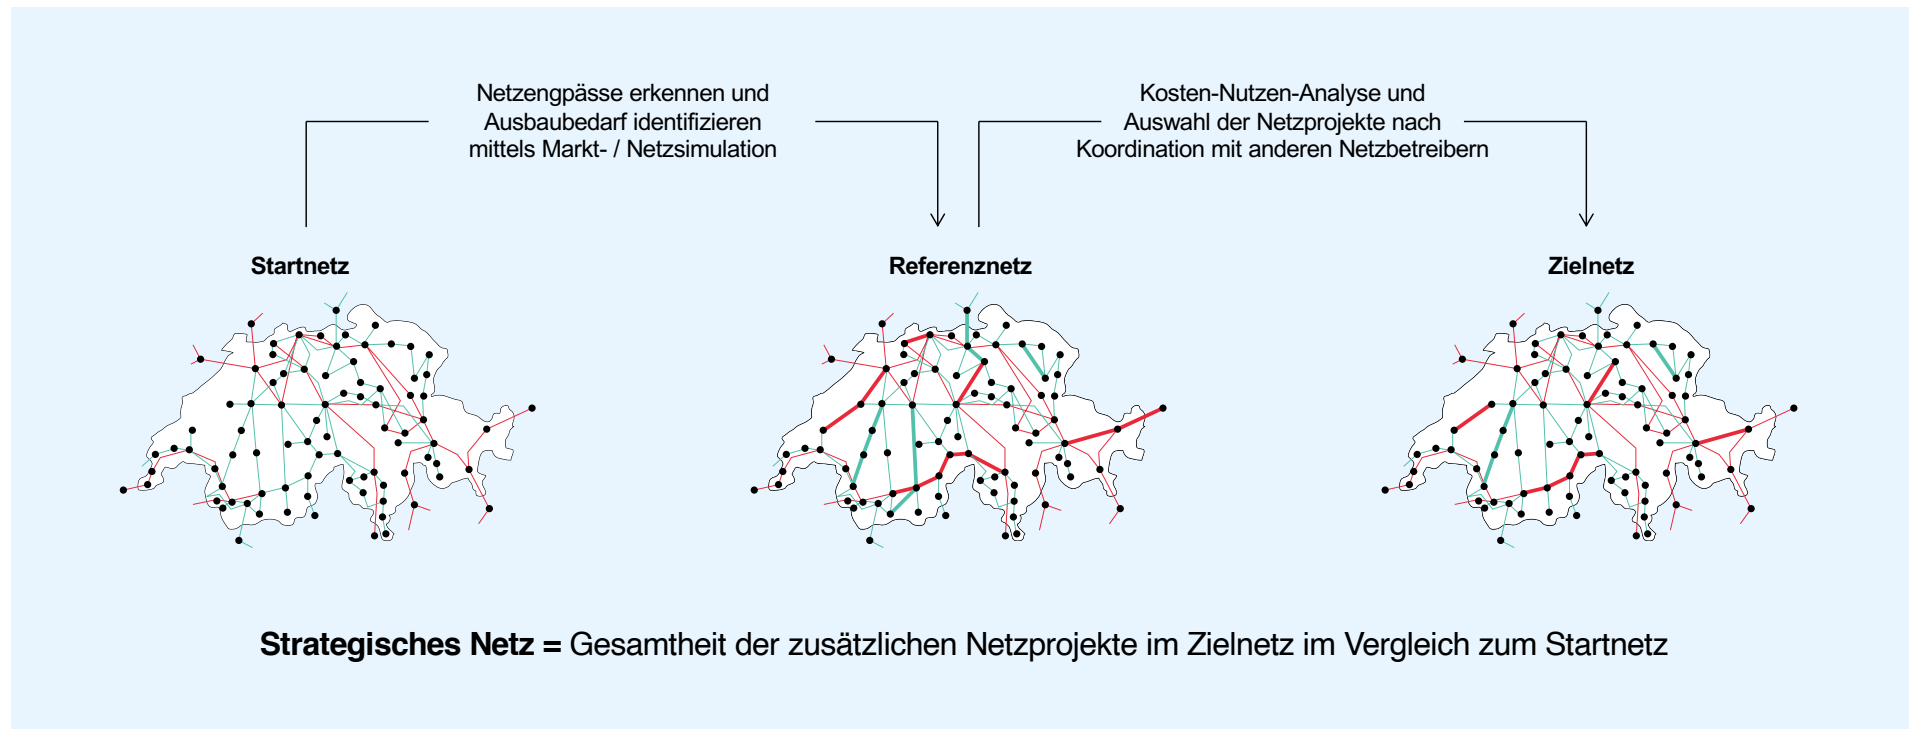 Netzengpässe erkennen und
Ausbaubedarf identifizieren
mittels Markt- / Netzsimulation
Kosten-Nutzen-Analyse und
Auswahl der Netzprojekte nach
Koordination mit anderen Netzbetreibern
Startnetz
Referenznetz
Zielnetz
Strategisches Netz = Gesamtheit der zusätzlichen Netzprojekte im Zielnetz im Vergleich zum Startnetz